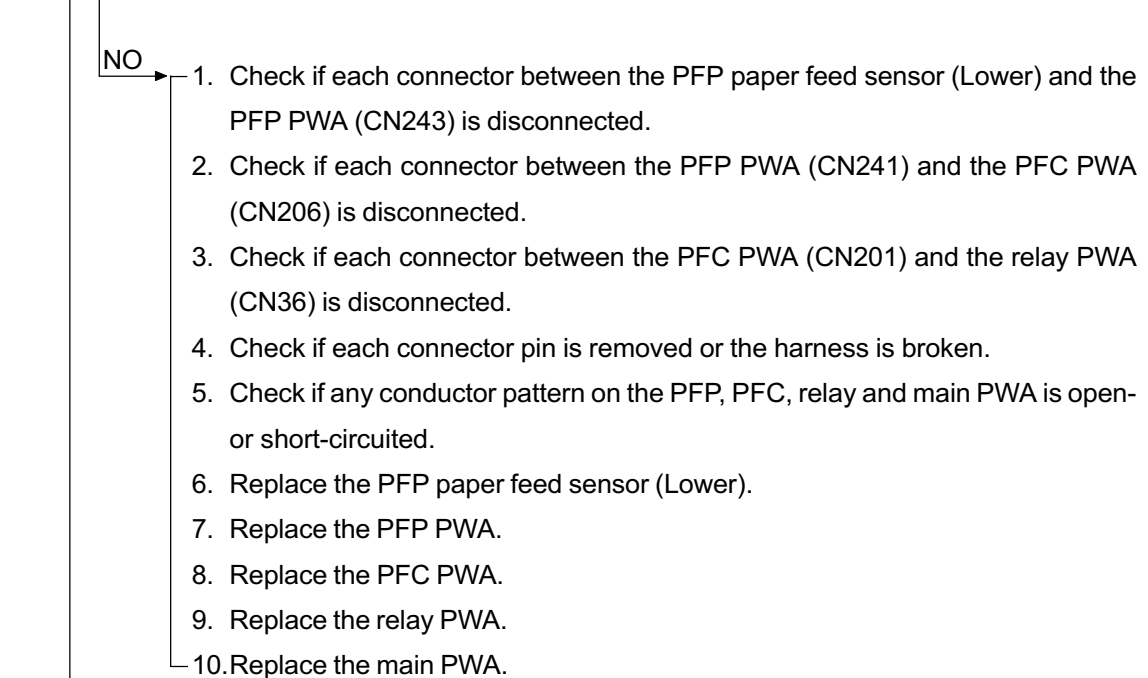 NO
1. Check if each connector between the PFP paper feed sensor (Lower) and the
PFP PWA (CN243) is disconnected.
2. Check if each connector between the PFP PWA (CN241) and the PFC PWA
(CN206) is disconnected.
3. Check if each connector between the PFC PWA (CN201) and the relay PWA
(CN36) is disconnected.
4. Check if each connector pin is removed or the harness is broken.
5. Check if any conductor pattern on the PFP, PFC, relay and main PWA is open-
or short-circuited.
6. Replace the PFP paper feed sensor (Lower).
7. Replace the PFP PWA.
8. Replace the PFC PWA.
9. Replace the relay PWA.
10.Replace the main PWA.